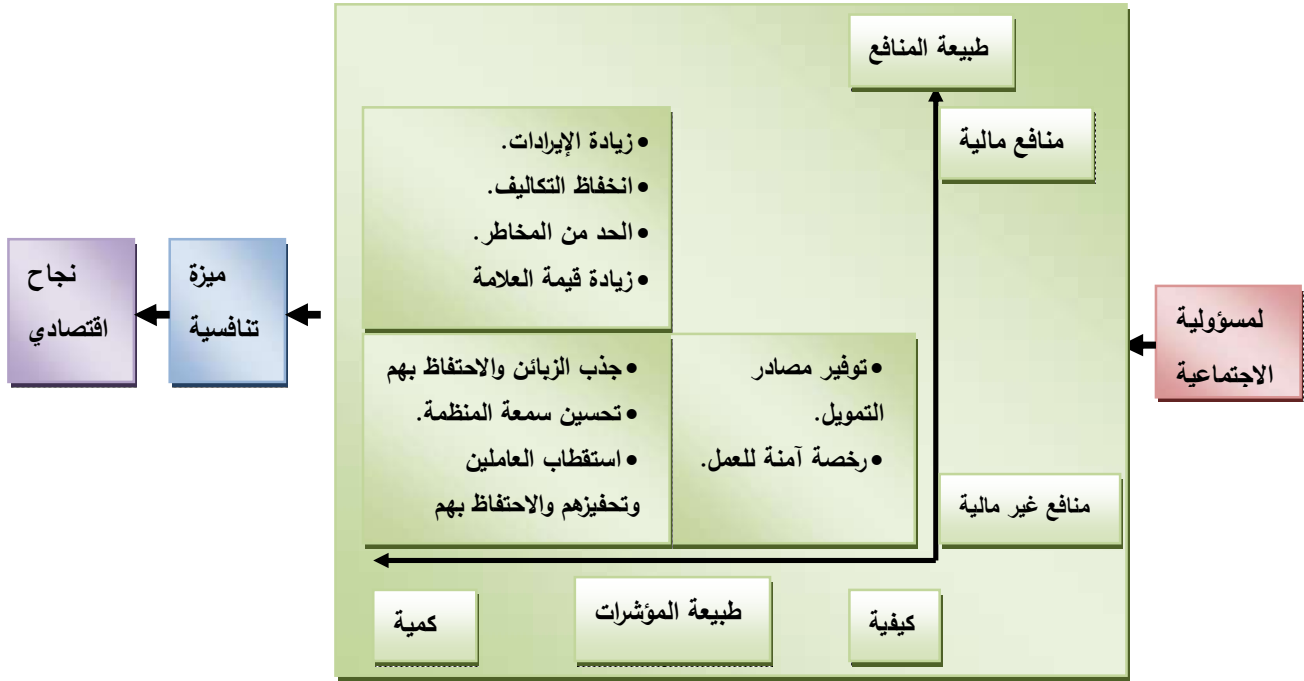 طبيعة المنافع
منافع مالية
• زيادة الإيرادات.
• انخفاظ التكاليف.
• الحد من المخاطر.
• زيادة قيمة العلامة
لمسؤولية
الاجتماعية
ميزة
تنافسية
نجاح
اقتصادي
• توفير مصادر
التمويل.
• رخصة آمنة للعمل.
• جذب الزبائن والاحتفاظ بهم
• تحسين سمعة المنظمة.
• استقطاب العاملين
وتحفيزهم والاحتفاظ بهم
منافع غير مالية
كيفية
طبيعة المؤشرات
كمية